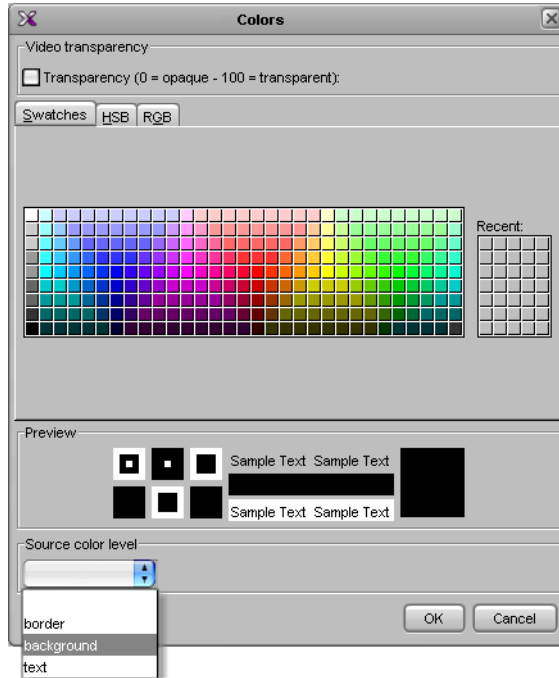 Colors
Video transparency
Transparency (0 = opaque - 100 = transparent):
Swatches HSB RGB
Recent:
Preview
Sample Text Sample Text
Sample Text Sample Text
Source color level
border
background
text
OK Cancel